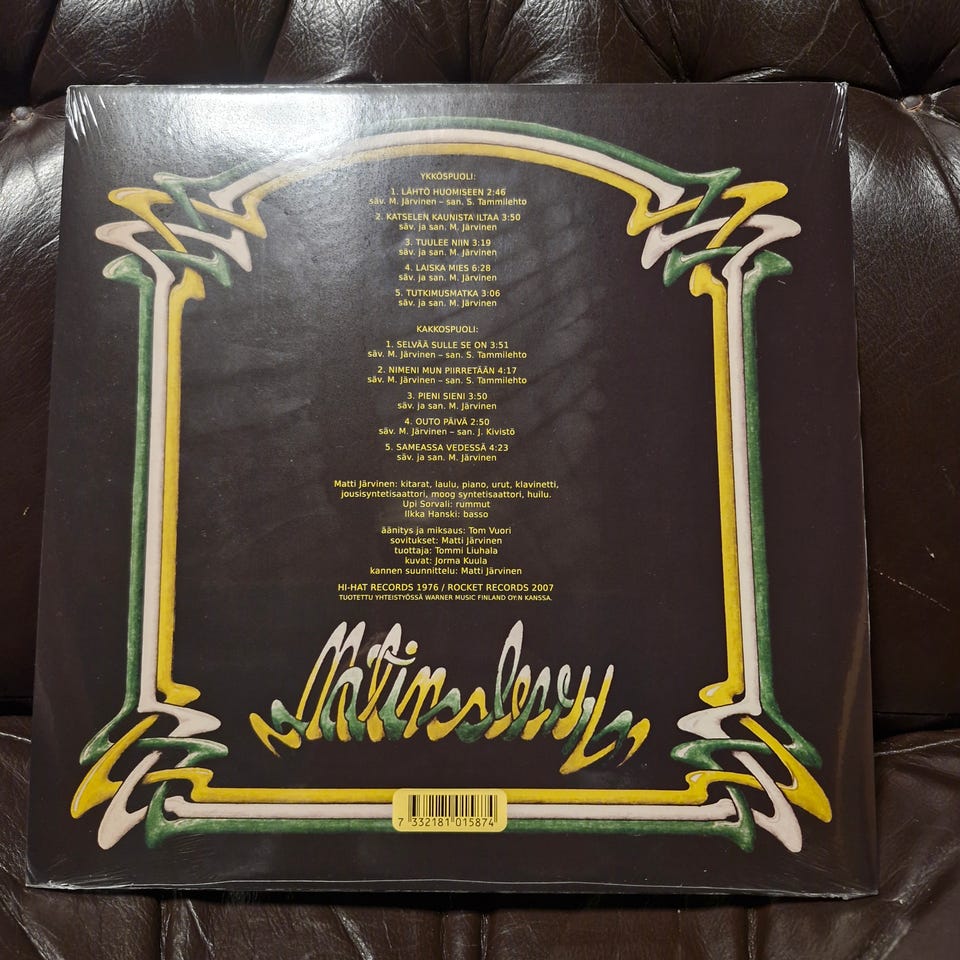 YKKÖSPUOLI:
1. LÄHTÖ HUOMISEEN 2:46
säv. M. Järvinen – san. S. Tammilehto
2. KATSELEN KAUNISTA ILTAA 3:50
säv. ja san. M. Järvinen
3. TUULEE NIIN 3:19
säv. ja san. M. Järvinen
4. LAISKA MIES 6:28
säv. ja san. M. Järvinen
5. TUTKIMUSMATKA 3:06
säv. ja san. M. Järvinen
KAKKOSPUOLI:
1. SELVÄÄ SULLE SE ON 3:51
säv. M. Järvinen – san. S. Tammilehto
2. NIMENI MUN PIIRRETÄÄN 4:17
säv. M. Järvinen – san. S. Tammilehto
3. PIENI SIENI 3:50
säv. ja san. M. Järvinen
4. OUTO PÄIVÄ 2:50
säv. M. Järvinen – san. J. Kivistö
5. SAMEASSA VEDESSÄ 4:23
säv. ja san. M. Järvinen
Matti Järvinen: kitarat, laulu, piano, urut, klavinetti,
jousisyntetisaattori, moog syntetisaattori, huilu.
Upi Sorvali: rummut
Ilkka Hanski: basso
äänitys ja miksaus: Tom Vuori
sovitukset: Matti Järvinen
tuottaja: Tommi Liuhala
kuvat: Jorma Kuula
kannen suunnittelu: Matti Järvinen
HI-HAT RECORDS 1976 / ROCKET RECORDS 2007
TUOTETTU YHTEISTYÖSSÄ WARNER MUSIC FINLAND OY:N KANSSA.
Matinsslevy
7 332181 015874